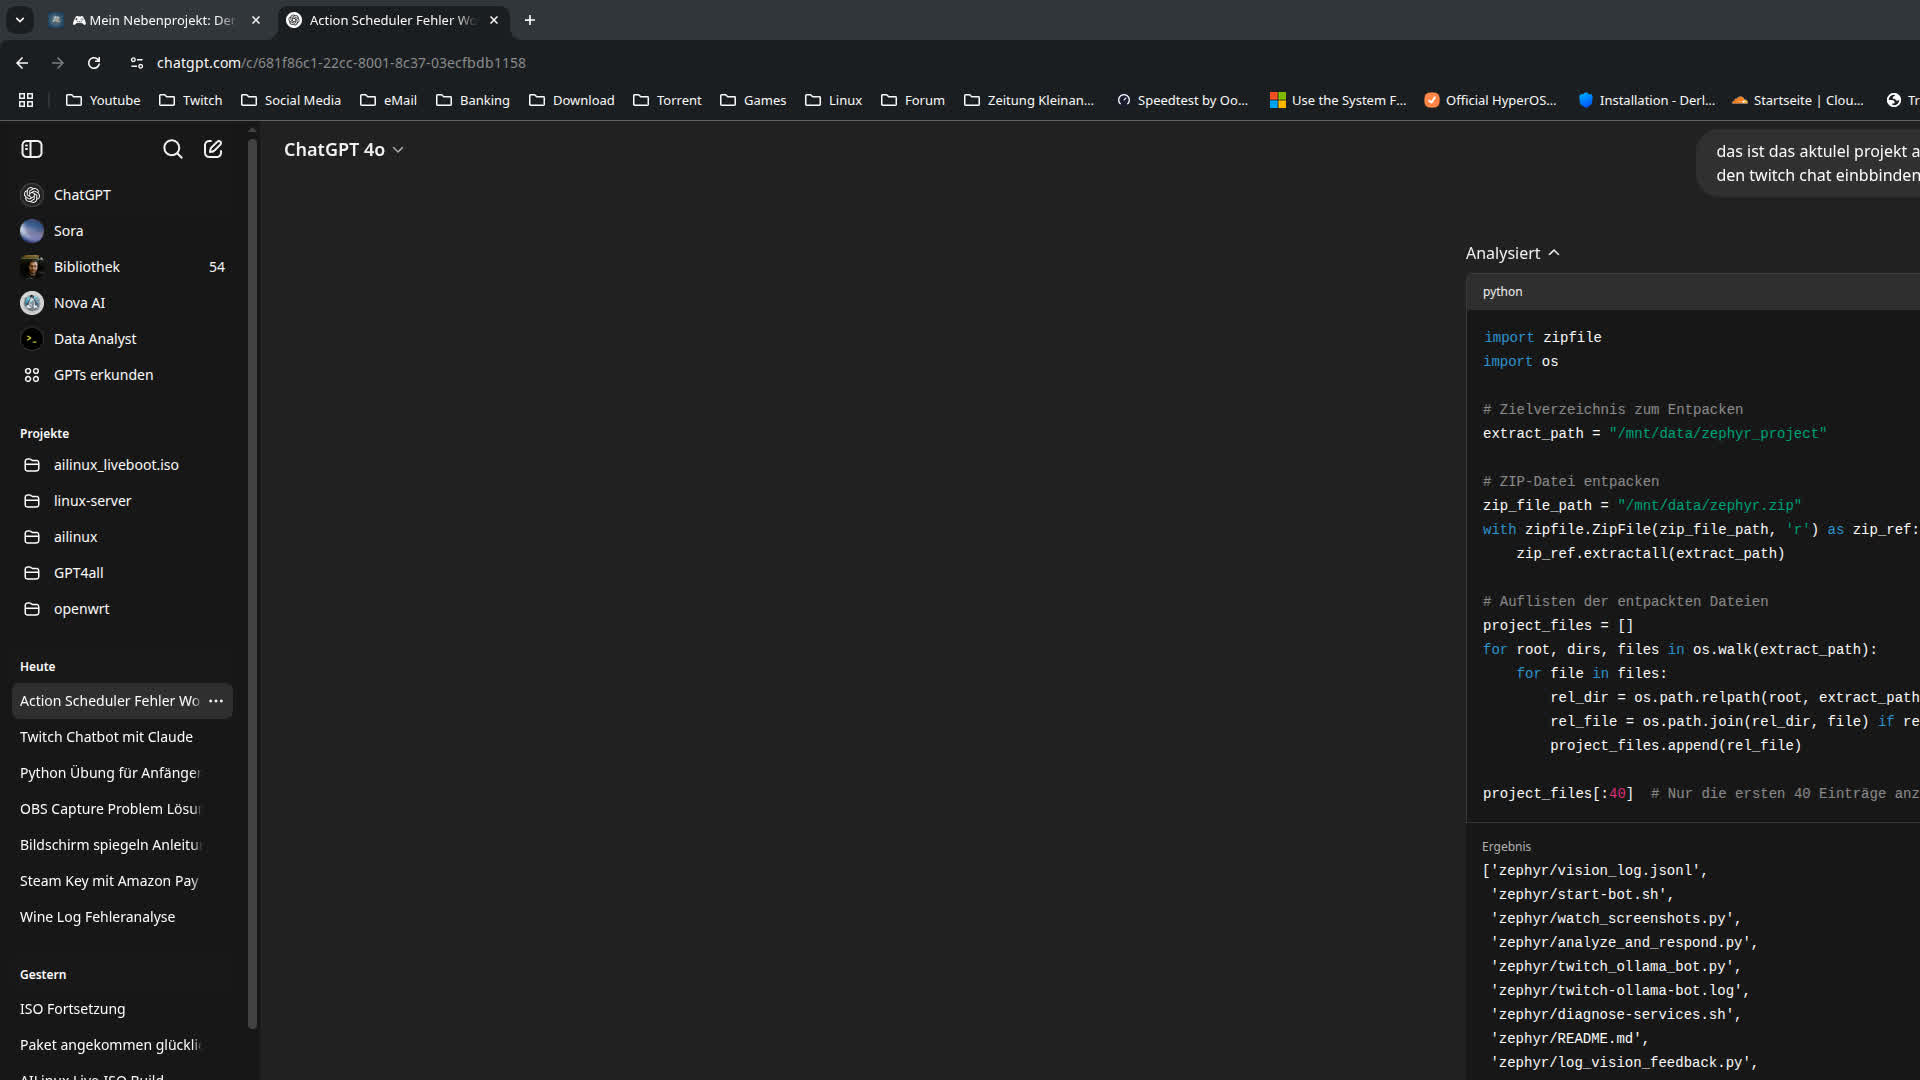 🎮 Mein Nebenprojekt: Der
Action Scheduler Fehler Wo
chatgpt.com/c/681f86c1-22cc-8001-8c37-03ecfbdb1158
Youtube
Twitch
Social Media
eMail
Banking
Download
Torrent
Games
Linux
Forum
Zeitung Kleinan...
Speedtest by Oo...
Use the System F...
Official HyperOS...
Installation - Derl...
Startseite | Clou...
Tr
ChatGPT
Sora
Bibliothek 54
Nova AI
Data Analyst
GPTs erkunden
Projekte
ailinux_liveboot.iso
linux-server
ailinux
GPT4all
openwrt
Heute
Action Scheduler Fehler Wo
Twitch Chatbot mit Claude
Python Übung für Anfänger
OBS Capture Problem Lösu
Bildschirm spiegeln Anleitu
Steam Key mit Amazon Pay
Wine Log Fehleranalyse
Gestern
ISO Fortsetzung
Paket angekommen glückli
AILinux Live ISO Build
ChatGPT 4o
das ist das aktulel projekt a
den twitch chat einbbinden
Analysiert
python
import zipfile
import os
# Zielverzeichnis zum Entpacken
extract_path = "/mnt/data/zephyr_project"
# ZIP-Datei entpacken
zip_file_path = "/mnt/data/zephyr.zip"
with zipfile.ZipFile(zip_file_path, 'r') as zip_ref:
    zip_ref.extractall(extract_path)
# Auflisten der entpackten Dateien
project_files = []
for root, dirs, files in os.walk(extract_path):
    for file in files:
        rel_dir = os.path.relpath(root, extract_path
        rel_file = os.path.join(rel_dir, file) if re
        project_files.append(rel_file)
project_files[:40]  # Nur die ersten 40 Einträge anz
Ergebnis
['zephyr/vision_log.jsonl',
 'zephyr/start-bot.sh',
 'zephyr/watch_screenshots.py',
 'zephyr/analyze_and_respond.py',
 'zephyr/twitch_ollama_bot.py',
 'zephyr/twitch-ollama-bot.log',
 'zephyr/diagnose-services.sh',
 'zephyr/README.md',
 'zephyr/log_vision_feedback.py',